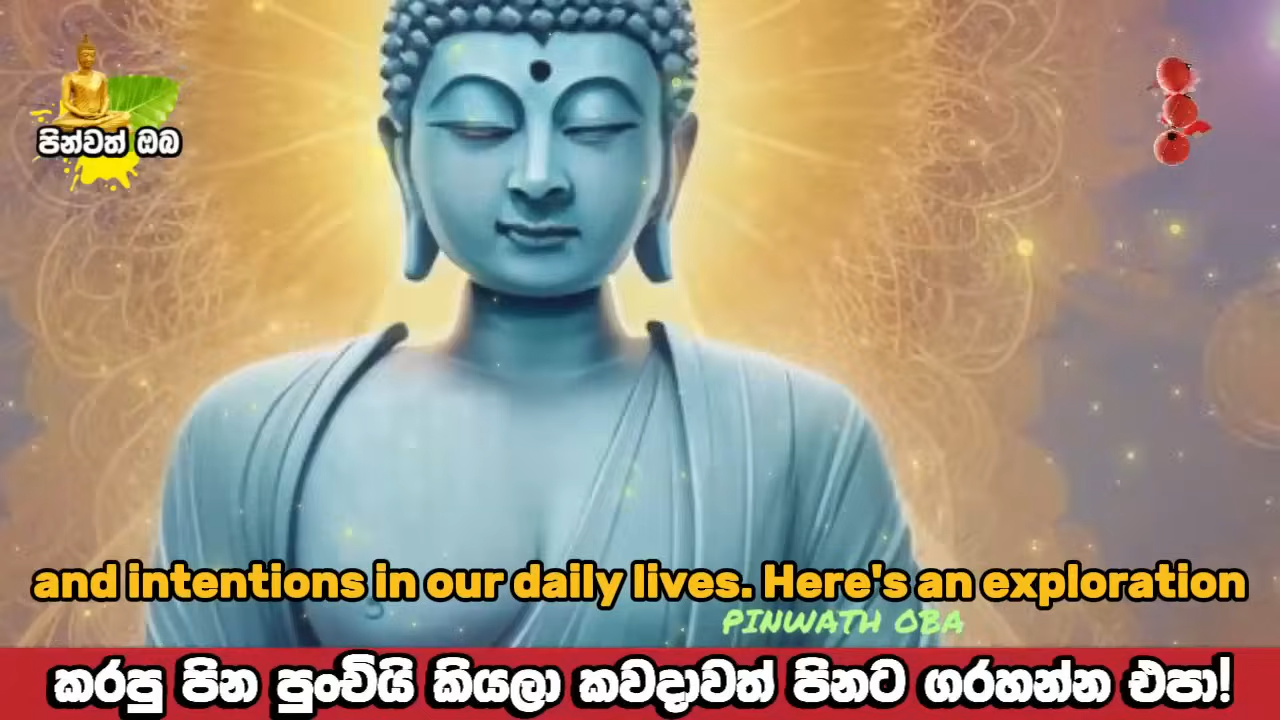 පින්වත් ඔබ
and intentions in our daily lives. Here's an exploration
PINWATH OBA
කරපු පින පුංචියි කියලා කවදාවත් පිනට ගරහන්න එපා!